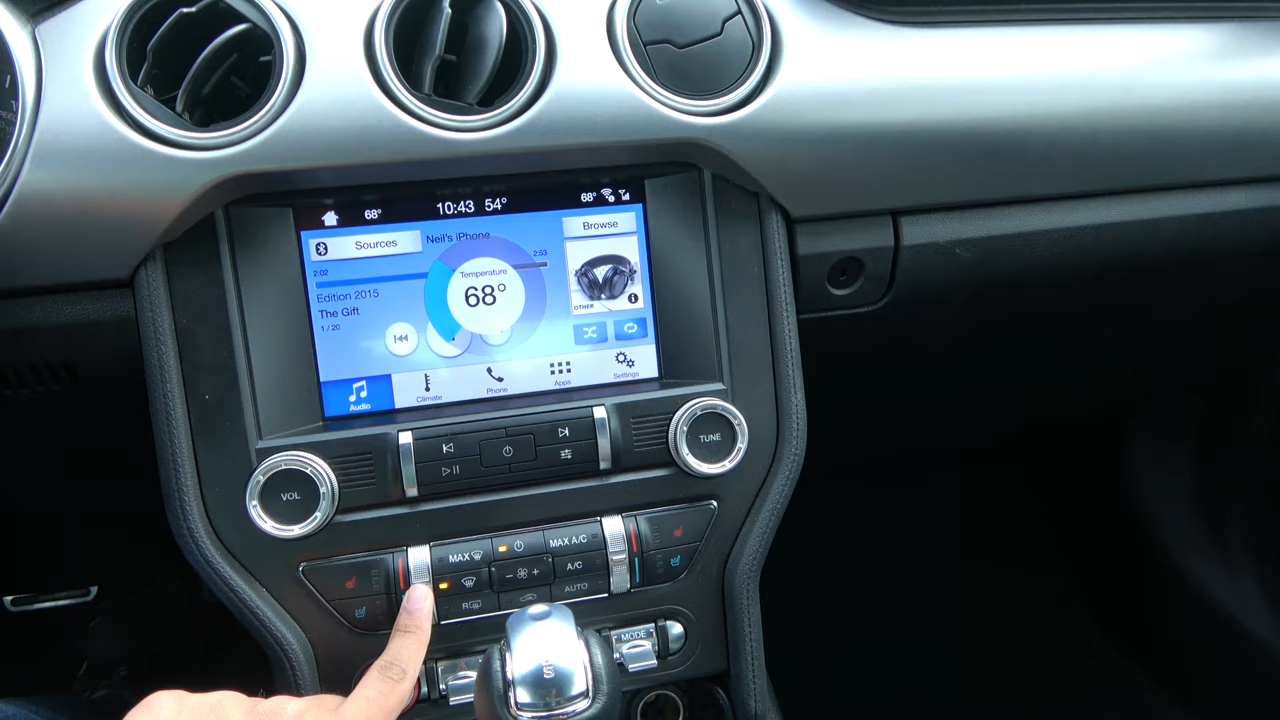 68° 10:43 54° 68°
Sources Neil's iPhone Browse
2:02 2:53
Temperature
68°
Edition 2015
The Gift
1 / 20
OTHER
Audio Climate Phone Apps Settings
VOL
TUNE
MAX MAX A/C
A/C
R AUTO
MODE
S